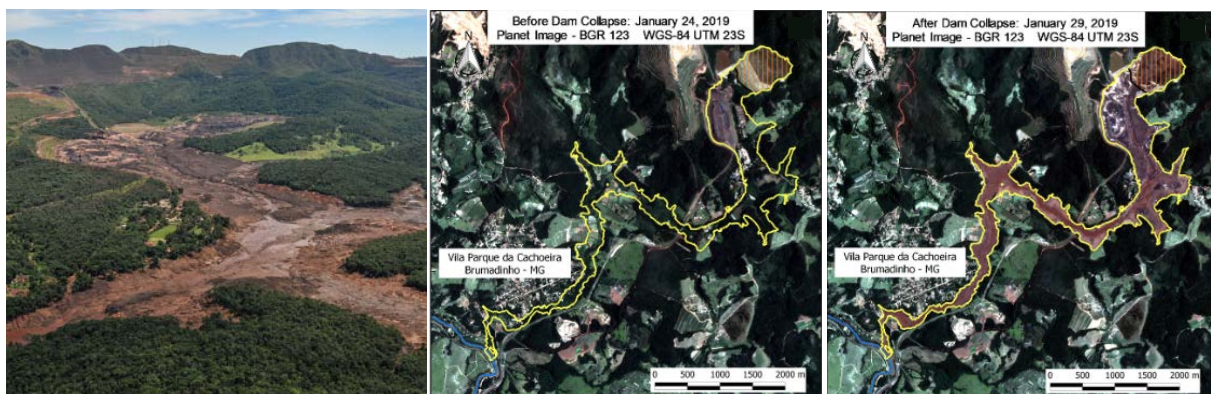 Before Dam Collapse: January 24, 2019
Planet Image - BGR 123 WGS-84 UTM 23S
N
Vila Parque da Cachoeira
Brumadinho - MG
0 500 1000 1500 2000 m
After Dam Collapse: January 29, 2019
Planet Image - BGR 123 WGS-84 UTM 23S
N
Vila Parque da Cachoeira
Brumadinho - MG
0 500 1000 1500 2000 m